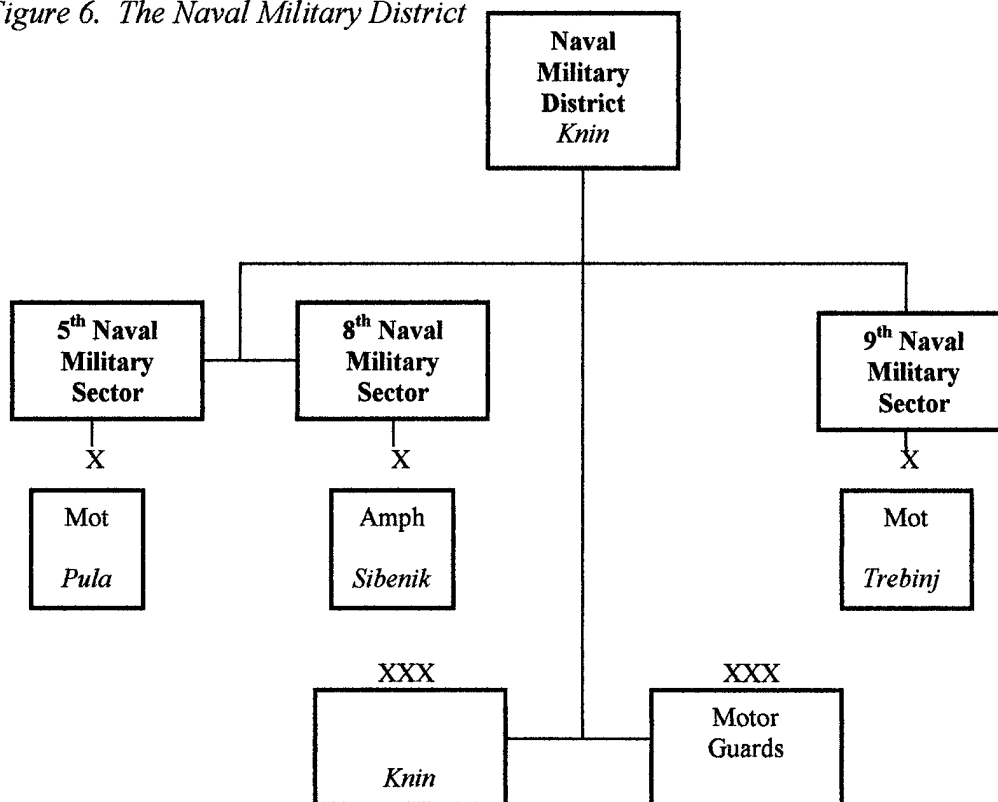 Figure 6. The Naval Military District
Naval
Military
District
Knin
5th Naval
Military
Sector
8th Naval
Military
Sector
9th Naval
Military
Sector
X
X
X
Mot
Pula
Amph
Sibenik
Mot
Trebinj
XXX
XXX
Knin
Motor
Guards